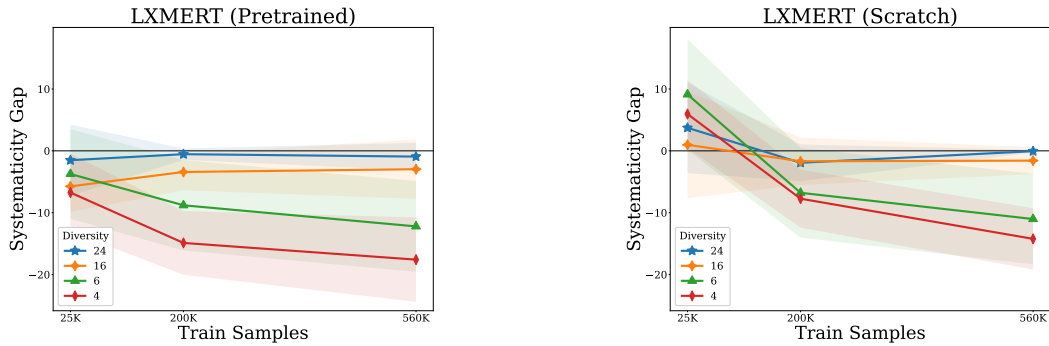 LXMERT (Pretrained)
Systematicity Gap
10
0
−10
−20
Diversity
24
16
6
4
25K 200K 560K
Train Samples
LXMERT (Scratch)
Systematicity Gap
10
0
−10
−20
Diversity
24
16
6
4
25K 200K 560K
Train Samples